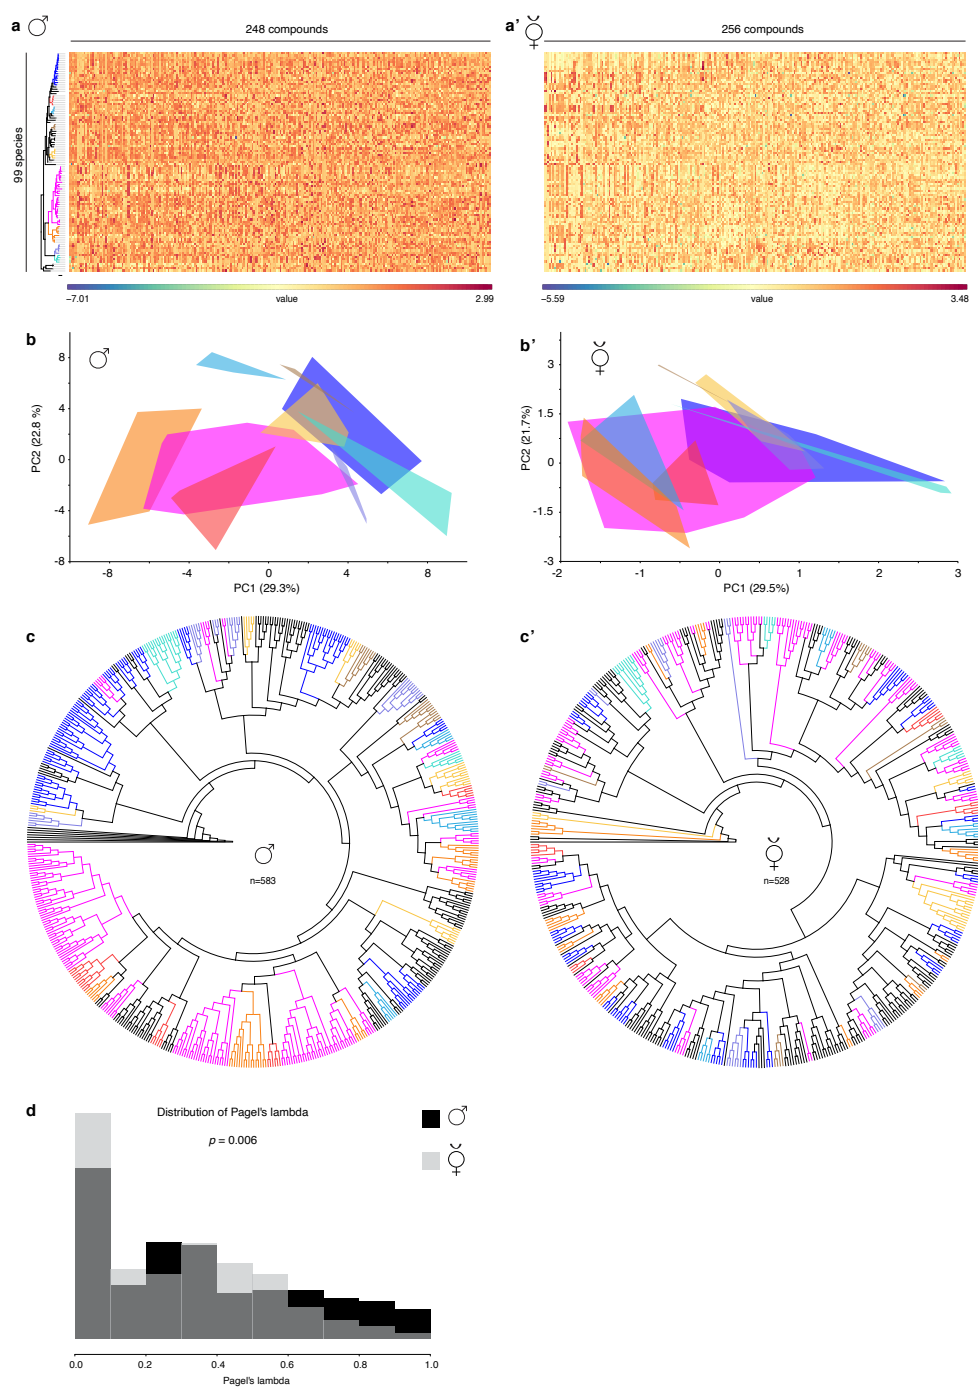 a ♂ 248 compounds
99 species
−7.01 value 2.99
a’ 256 compounds
−5.59 value 3.48
b ♂
PC2 (22.8 %)
8
4
0
-4
-8
-8 -4 0 4 8
PC1 (29.3%)
b’
PC2 (21.7%)
3
1.5
0
-1.5
-3
-2 -1 0 1 2 3
PC1 (29.5%)
c
♂
n=583
c’
n=528
d
Distribution of Pagel's lambda
p = 0.006
♂
0.0 0.2 0.4 0.6 0.8 1.0
Pagel's lambda